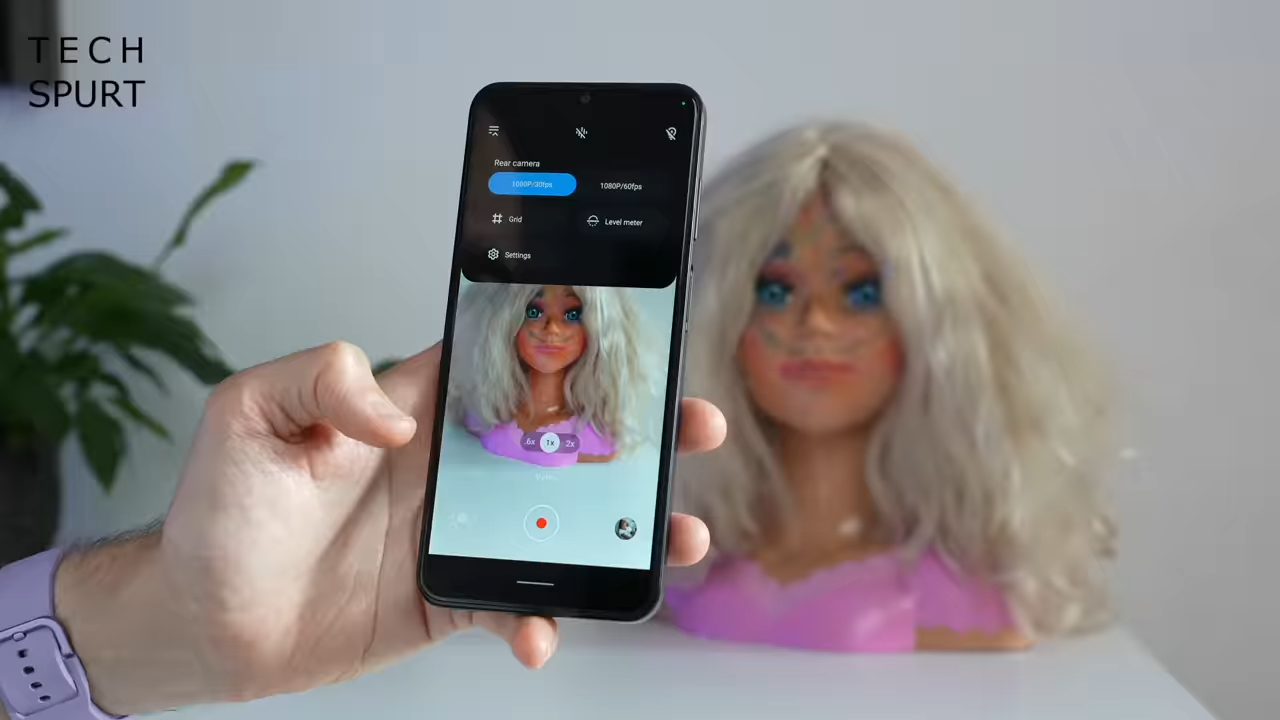 TECH
SPURT
Rear camera
1080P/30fps
1080P/60fps
Grid
Level meter
Settings
.6x
1x
2x